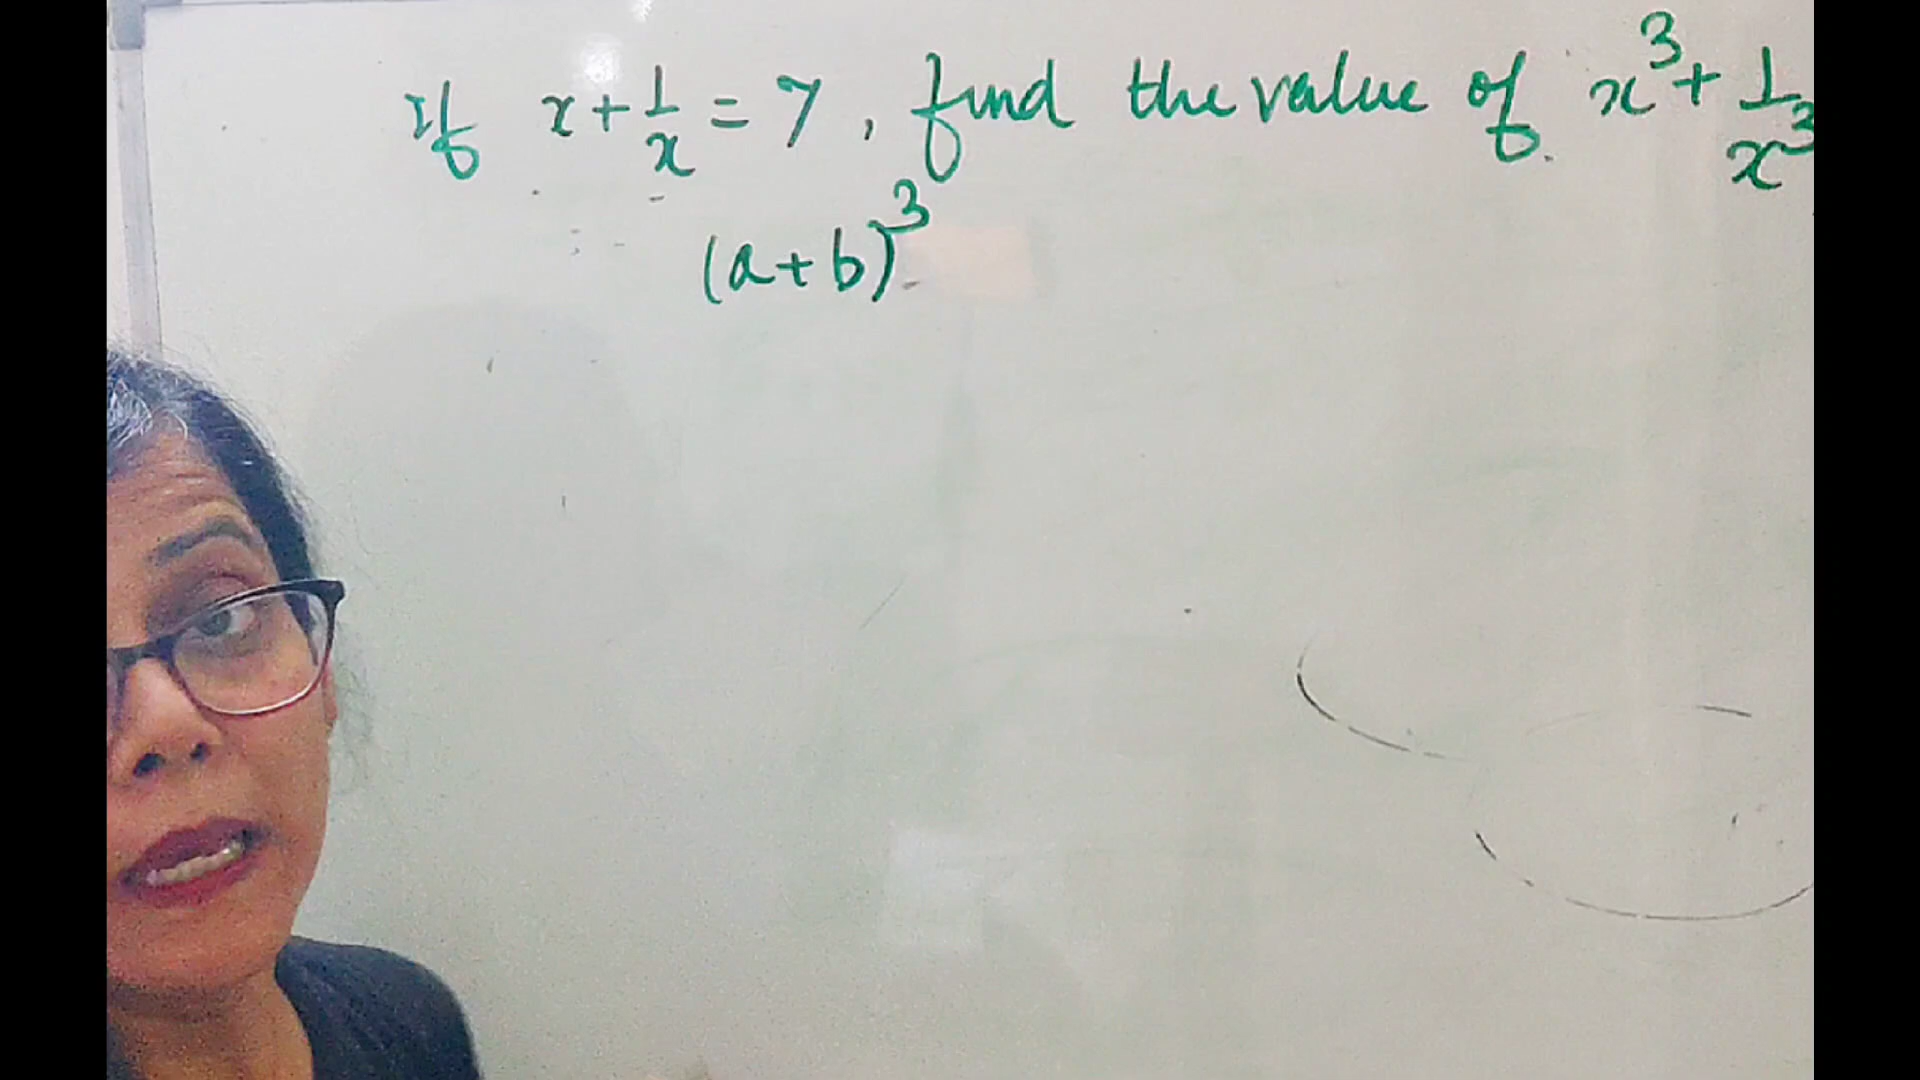 If x + 1/x = 7, find the value of x³ + 1/x³
(a+b)³